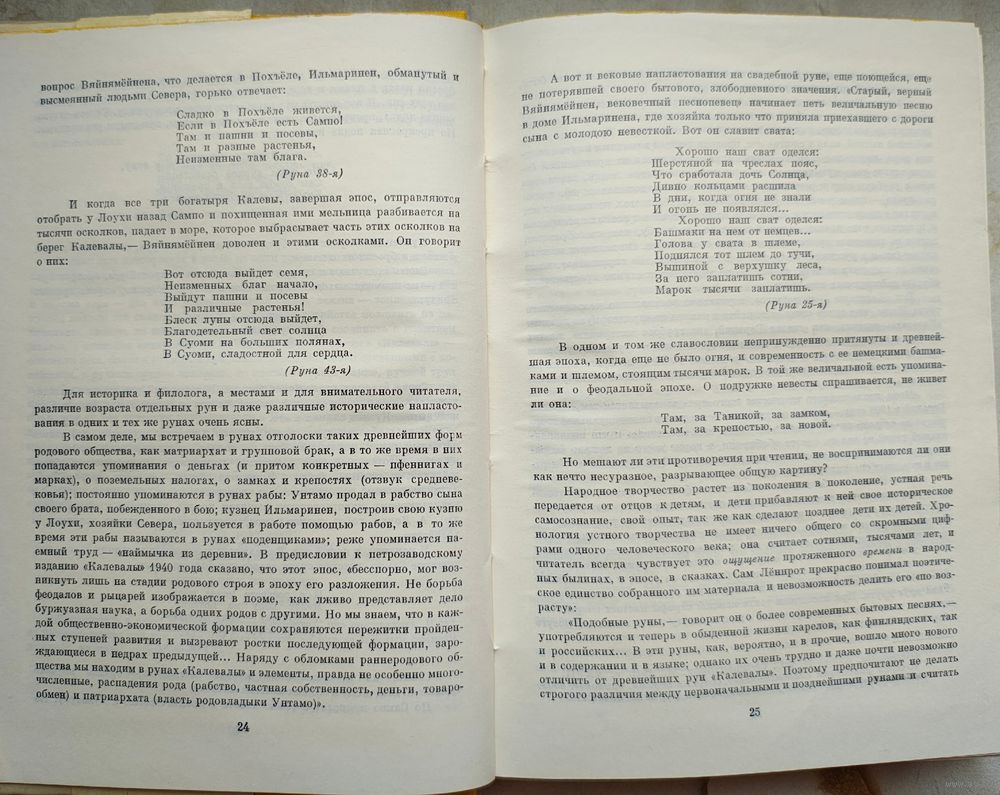 вопрос Вяйнямёйнена, что делается в Похъёле, Ильмаринен, обманутый и
высмеянный людьми Севера, горько отвечает:
Сладко в Похъёле живется,
Если в Похъёле есть Сампо!
Там и пашни и посевы,
Там и разные растенья,
Неизменные там блага.
(Руна 38-я)
И когда все три богатыря Калевы, завершая эпос, отправляются
отобрать у Лоухи назад Сампо и похищенная ими мельница разбивается на
тысячи осколков, падает в море, которое выбрасывает часть этих осколков на
берег Калевалы,— Вяйнямёйнен доволен и этими осколками. Он говорит
о них:
Вот отсюда выйдет семя,
Неизменных благ начало,
Выйдут пашни и посевы
И различные растенья!
Блеск луны отсюда выйдет,
Благодетельный свет солнца
В Суоми на больших полянах,
В Суоми, сладостной для сердца.
(Руна 43-я)
Для историка и филолога, а местами и для внимательного читателя,
различие возраста отдельных рун и даже различные исторические напласто-
вания в одних и тех же рунах очень ясны.
В самом деле, мы встречаем в рунах отголоски таких древнейших форм
родового общества, как матриархат и групповой брак, а в то же время в них
попадаются упоминания о деньгах (и притом конкретных — пфеннигах и
марках), о поземельных налогах, о замках и крепостях (отзвук средневе-
ковья); постоянно упоминаются в рунах рабы; Унтамо продал в рабство сына
своего брата, побежденного в бою; кузнец Ильмаринен, построив свою кузню
у Лоухи, хозяйки Севера, пользуется в работе помощью рабов, а в то же
время эти рабы называются в рунах «поденщиками»; реже упоминается на-
емный труд — «наймычка из деревни». В предисловии к петрозаводскому
изданию «Калевалы» 1940 года сказано, что этот эпос, «бесспорно, мог воз-
никнуть лишь на стадии родового строя в эпоху его разложения. Не борьба
феодалов и рыцарей изображается в поэме, как лживо представляет дело
буржуазная наука, а борьба одних родов с другими. Но мы знаем, что в каж-
дой общественно-экономической формации сохраняются пережитки пройден-
ных ступеней развития и вызревают ростки последующей формации, зарож-
ждающиеся в недрах предыдущей... Наряду с обломками раннеродового об-
щества мы находим в рунах «Калевалы» и элементы, правда не особенно много-
численные, распадения рода (рабство, частная собственность, деньги, товаро-
обмен) и патриархата (власть родовладыки Унтамо)».
24
А вот и вековые напластования на свадебной руне, еще поющейся, еще
не потерявшей своего бытового, злободневного значения. «Старый, верный
Вяйнямёйнен, вековечный песнопевец» начинает петь величальную песню
в доме Ильмаринена, где хозяйка только что приняла приехавшего с дороги
сына с молодою невесткой. Вот он славит свата:
Хорошо наш сват оделся:
Шерстяной на чреслах пояс,
Что сработала дочь Солнца,
Дивно кольцами расшила
В дни, когда огня не знали
И огонь не появлялся...
Хорошо наш сват оделся:
Башмаки на нем от немцев...
Голова у свата в шлеме,
Поднялся тот шлем до тучи,
Вышиной с верхушку леса,
За него заплатишь сотни,
Марок тысячи заплатишь.
(Руна 25-я)
В одном и том же славословии непринужденно притянуты и древней-
шая эпоха, когда еще не было огня, и современность с ее немецкими башма-
ками и шлемом, стоящим тысячи марок. В той же величальной есть упомина-
ние и о феодальной эпохе. О подружке невесты спрашивается, не живет
ли она:
Там, за Таникой, за замком,
Там, за крепостью, за новой.
Но мешают ли эти противоречия при чтении, не воспринимаются ли они
как нечто несуразное, разрывающее общую картину?
Народное творчество растет из поколения в поколение, устная речь
передается от отцов к детям, и дети прибавляют к ней свое историческое
самосознание, свой опыт, так же как сделают позднее дети их детей. Хро-
нология устного творчества не имеет ничего общего со скромными циф-
рами одного человеческого века; она считает сотнями, тысячами лет, и
читатель всегда чувствует это ощущение протяженного времени в народ-
ных былинах, в эпосе, в сказках. Сам Лённрот прекрасно понимал поэтиче-
ское единство собранного им материала и невозможность делить его «по воз-
расту»:
«Подобные руны,— говорит он о более современных бытовых песнях,—
употребляются и теперь в обыденной жизни карелов, как финляндских, так
и российских... В эти руны, как, вероятно, и в прочие, вошло много нового
и в содержании и в языке; однако их очень трудно и даже почти невозможно
отличить от древнейших рун «Калевалы». Поэтому предпочитают не делать
строгого различия между первоначальными и позднейшими рунами и считать
25